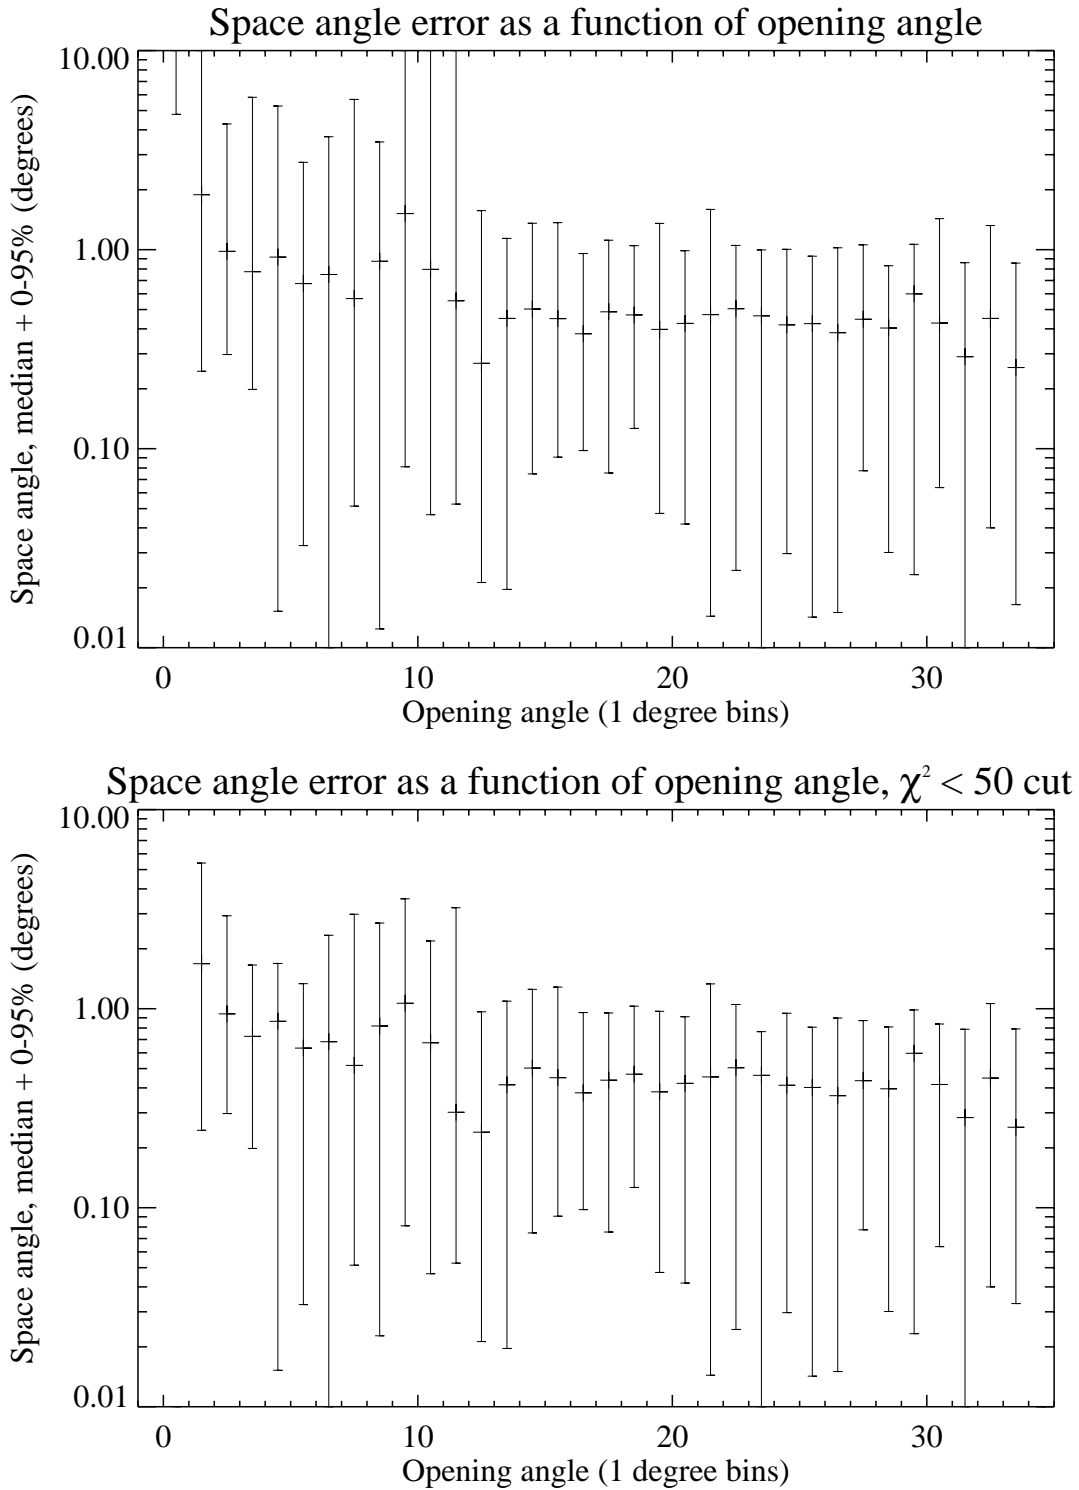 Space angle error as a function of opening angle
10.00
1.00
0.10
0.01
Space angle, median + 0-95% (degrees)
0 10 20 30
Opening angle (1 degree bins)
Space angle error as a function of opening angle, χ² < 50 cut
10.00
1.00
0.10
0.01
Space angle, median + 0-95% (degrees)
0 10 20 30
Opening angle (1 degree bins)